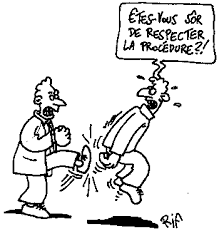 ÊTES-VOUS SÛR
DE RESPECTER
LA PROCÉDURE?!
Rif